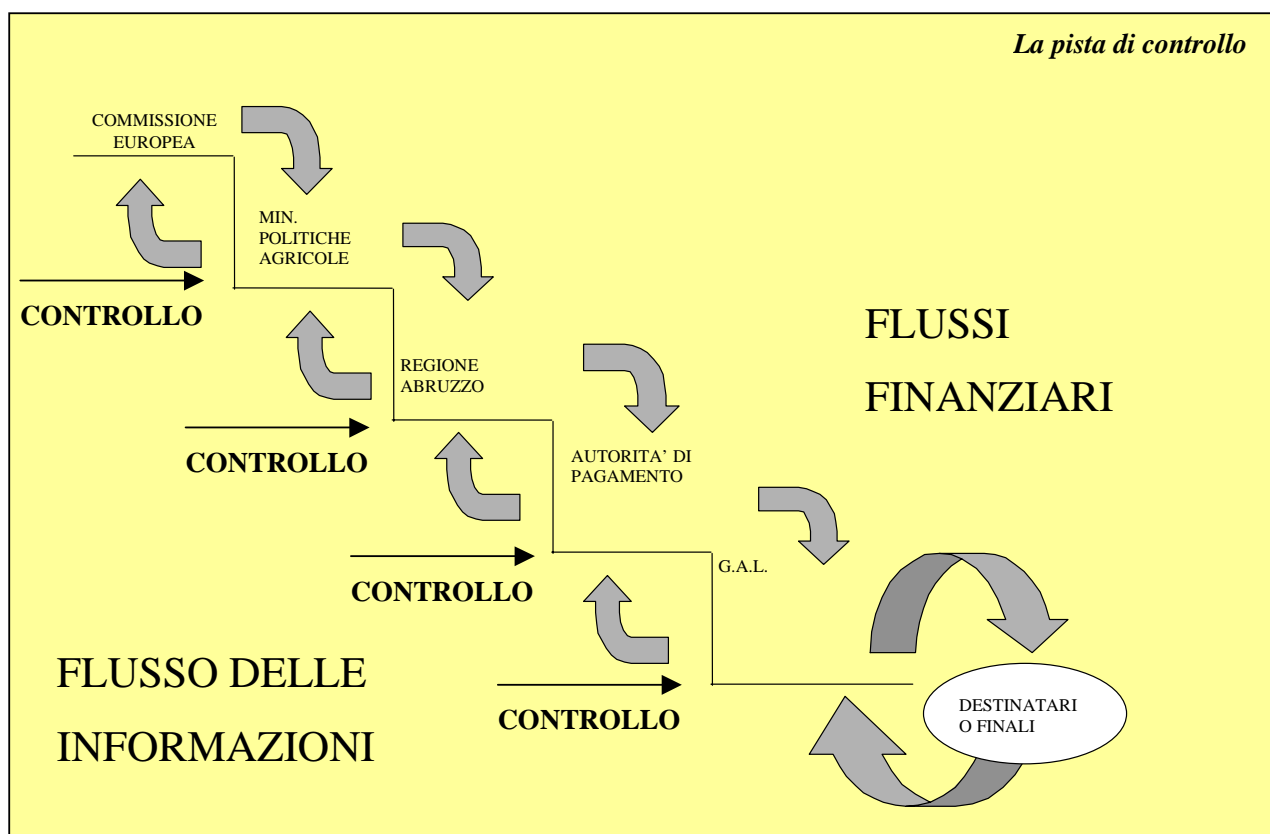 La pista di controllo
COMMISSIONE
EUROPEA
MIN.
POLITICHE
AGRICOLE
CONTROLLO
FLUSSI
FINANZIARI
REGIONE
ABRUZZO
CONTROLLO
AUTORITA’ DI
PAGAMENTO
G.A.L.
CONTROLLO
FLUSSO DELLE
INFORMAZIONI
CONTROLLO
DESTINATARI
O FINALI